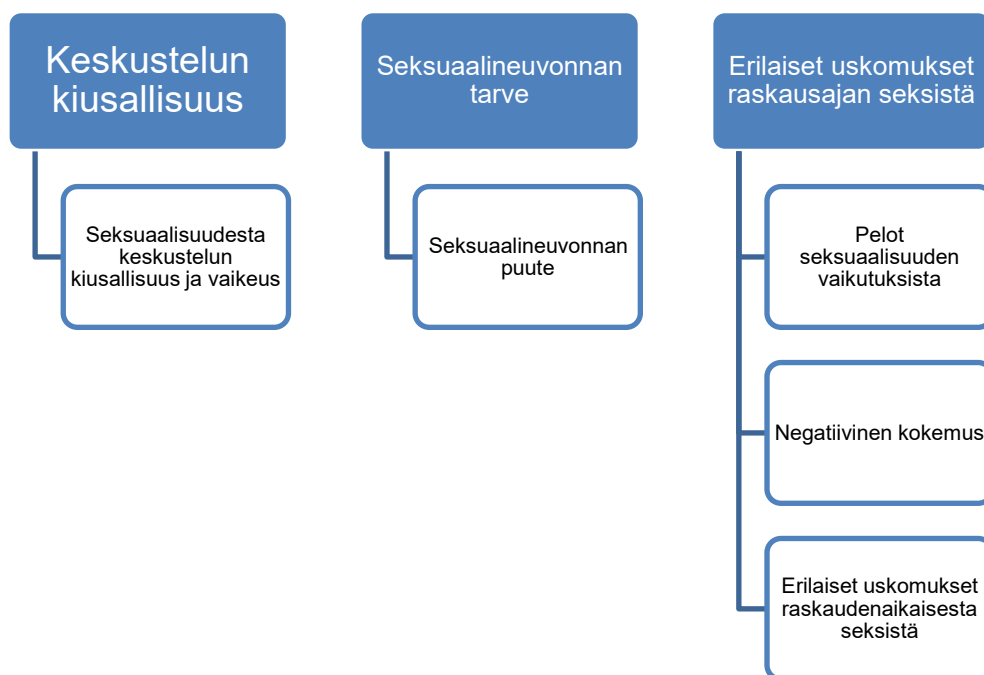 Keskustelun
kiusallisuus
Seksuaalisuudesta
keskustelun
kiusallisuus ja vaikeus
Seksuaalineuvonnan
tarve
Seksuaalineuvonnan
puute
Erilaiset uskomukset
raskausajan seksistä
Pelot
seksuaalisuuden
vaikutuksista
Negatiivinen kokemus
Erilaiset uskomukset
raskaudenaikaisesta
seksistä